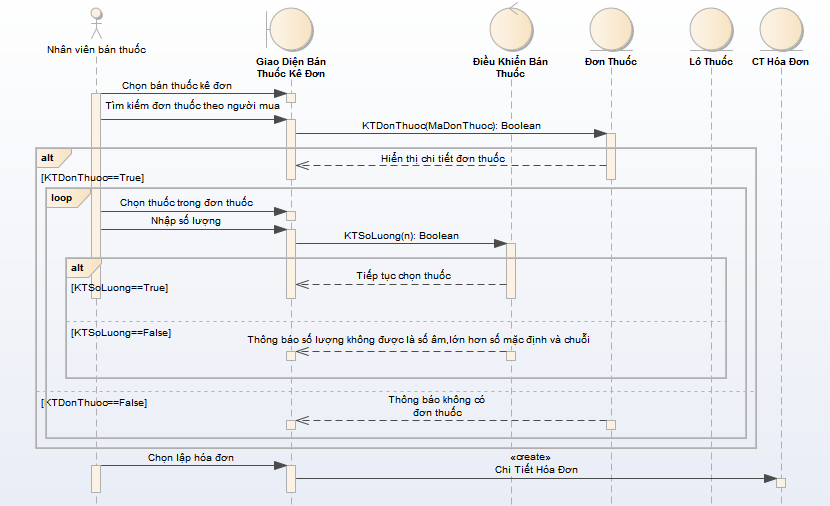 Nhân viên bán thuốc
Giao Diện Bán
Thuốc Kê Đơn
Điều Khiển Bán
Thuốc
Đơn Thuốc
Lô Thuốc
CT Hóa Đơn
Chọn bán thuốc kê đơn
Tìm kiếm đơn thuốc theo người mua
KTDonThuoc(MaDonThuoc): Boolean
alt
Hiển thị chi tiết đơn thuốc
[KTDonThuoc==True]
loop
Chọn thuốc trong đơn thuốc
Nhập số lượng
KTSoLuong(n): Boolean
alt
Tiếp tục chọn thuốc
[KTSoLuong==True]
[KTSoLuong==False]
Thông báo số lượng không được là số âm,lớn hơn số mặc định và chuỗi
[KTDonThuoc==False]
Thông báo không có
đơn thuốc
Chọn lập hóa đơn
«create»
Chi Tiết Hóa Đơn